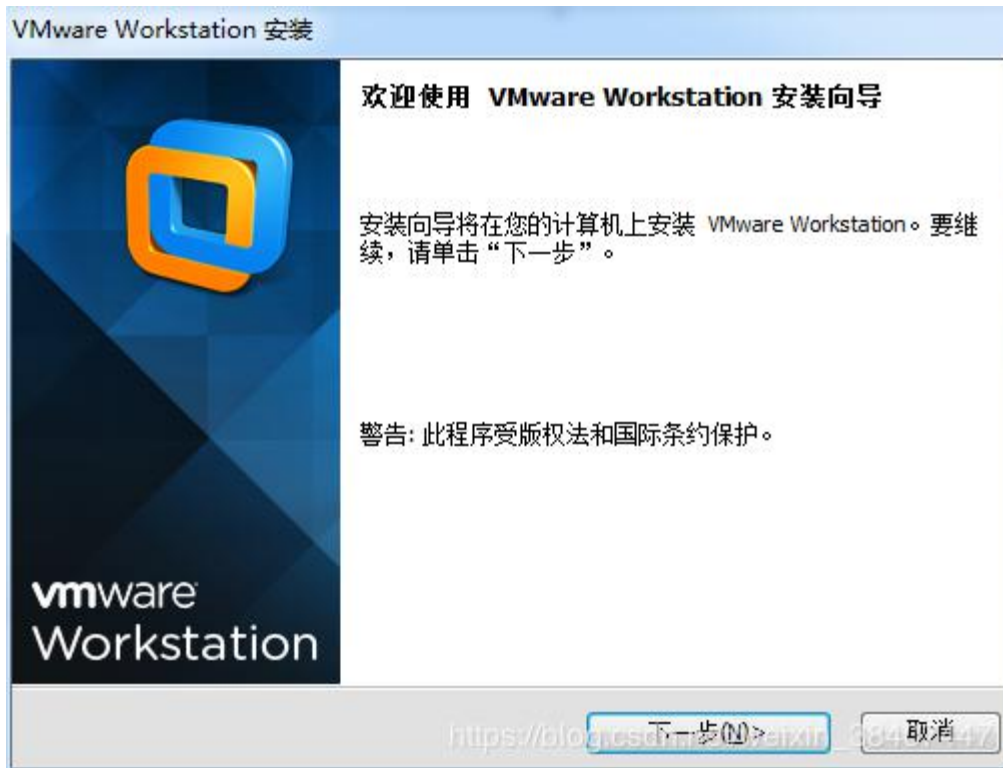 VMware Workstation 安装
欢迎使用 VMware Workstation 安装向导
安装向导将在您的计算机上安装 VMware Workstation。要继
续，请单击“下一步”。
警告: 此程序受版权法和国际条约保护。
vmware
Workstation
下一步(N)>
取消